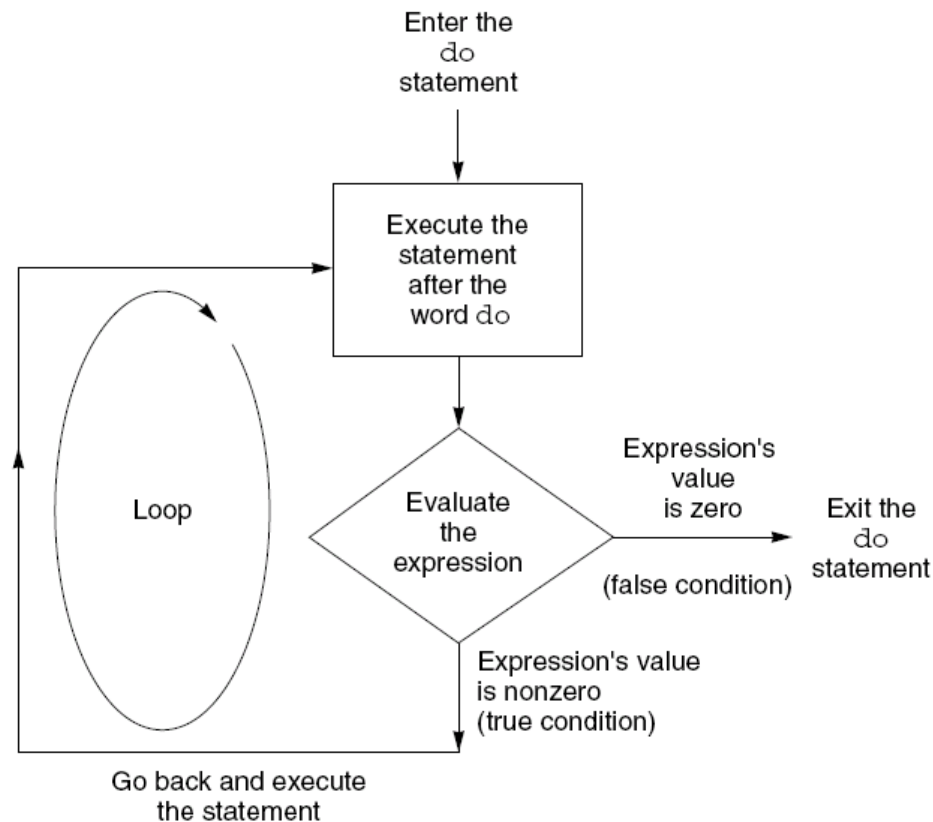 Enter the
do
statement
Execute the
statement
after the
word do
Loop
Evaluate
the
expression
Expression's
value
is zero
(false condition)
Exit the
do
statement
Expression's value
is nonzero
(true condition)
Go back and execute
the statement